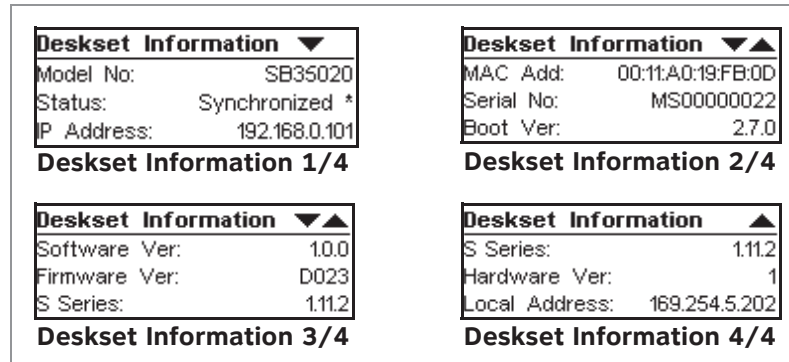 Deskset Information ▼
Model No: SB35020
Status: Synchronized *
IP Address: 192.168.0.101
Deskset Information 1/4
Deskset Information ▼▲
MAC Add: 00:11:A0:19:FB:0D
Serial No: MS00000022
Boot Ver: 2.7.0
Deskset Information 2/4
Deskset Information ▼▲
Software Ver: 1.0.0
Firmware Ver: D023
S Series: 1.11.2
Deskset Information 3/4
Deskset Information ▲
S Series: 1.11.2
Hardware Ver: 1
Local Address: 169.254.5.202
Deskset Information 4/4